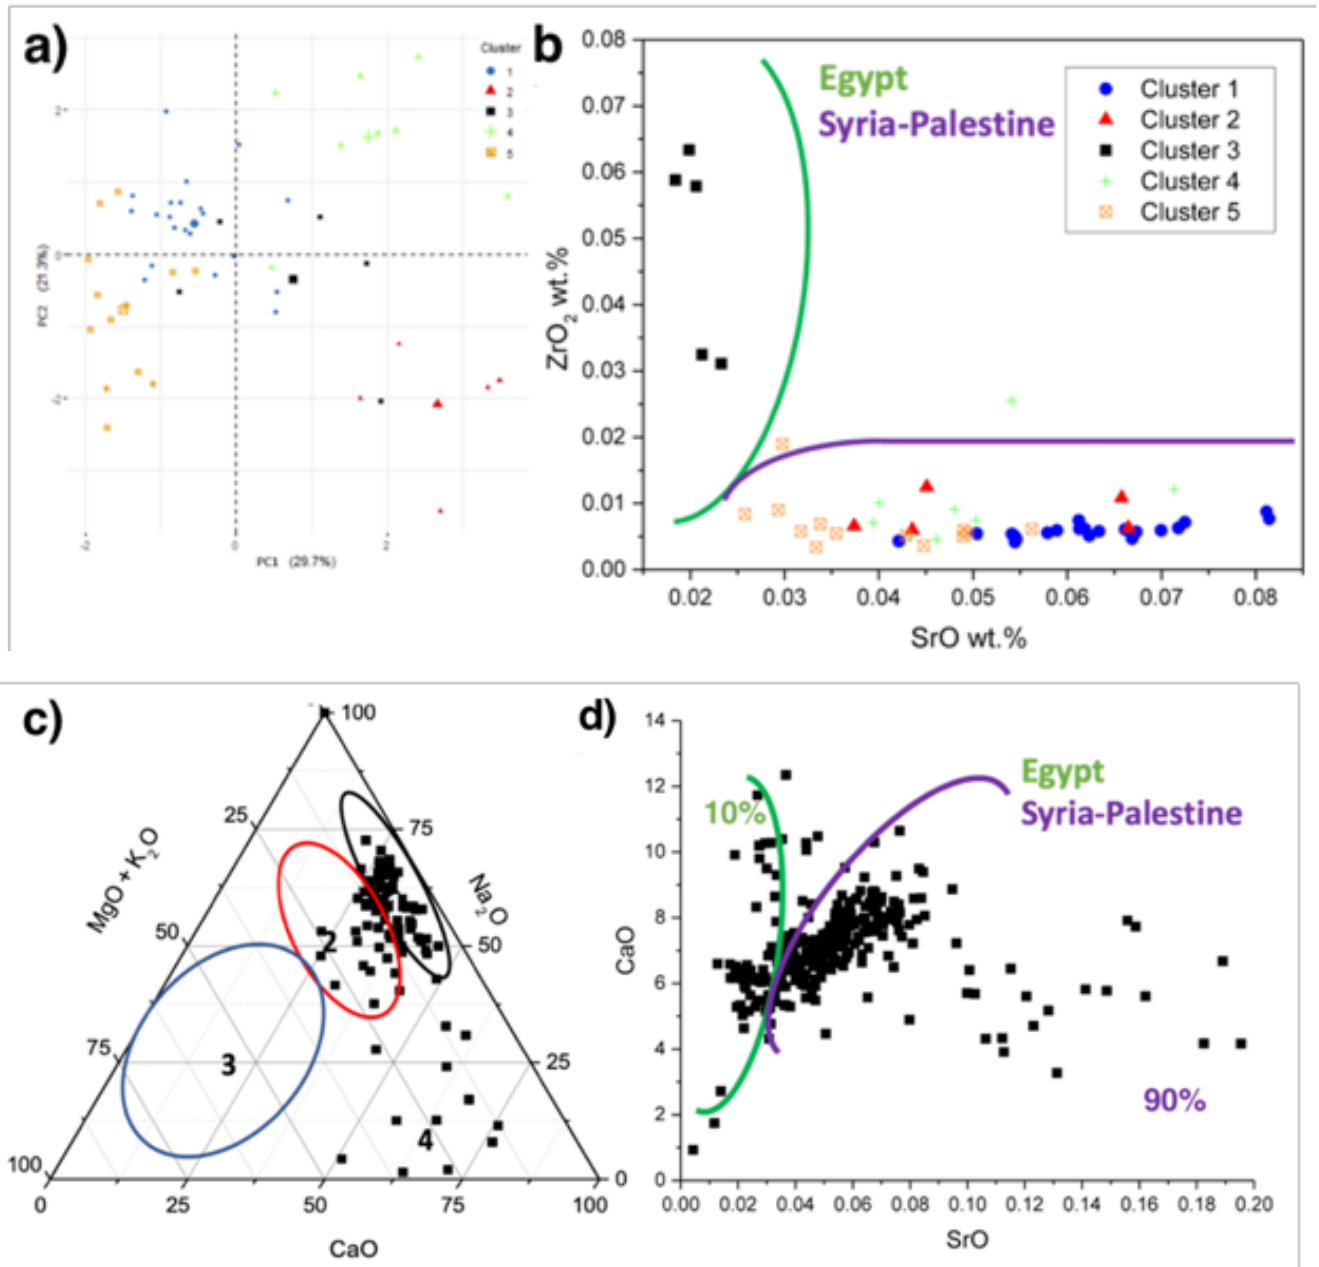 a)
Cluster
1
2
3
4
5
PC2 (21.3%)
2
0
0
2
PC1 (29.7%)
b
0.08
0.07
0.06
0.05
0.04
0.03
0.02
0.01
0.00
ZrO2 wt.%
Egypt
Syria-Palestine
Cluster 1
Cluster 2
Cluster 3
Cluster 4
Cluster 5
0.02 0.03 0.04 0.05 0.06 0.07 0.08
SrO wt.%
c)
100
25
75
MgO + K2O
Na2O
50
50
2
75
3
25
4
100
0
0 25 50 75 100
CaO
d)
14
12
10
8
6
4
2
0
CaO
Egypt
Syria-Palestine
10%
90%
0.00 0.02 0.04 0.06 0.08 0.10 0.12 0.14 0.16 0.18 0.20
SrO